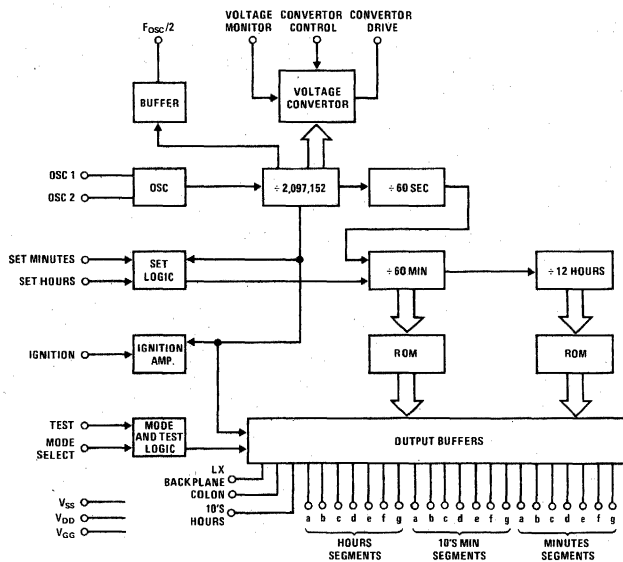 FOSC/2
VOLTAGE MONITOR
CONVERTOR CONTROL
CONVERTOR DRIVE
BUFFER
VOLTAGE CONVERTOR
OSC 1
OSC 2
OSC
÷ 2,097,152
÷ 60 SEC
SET MINUTES
SET HOURS
SET LOGIC
÷ 60 MIN
÷ 12 HOURS
IGNITION
IGNITION AMP.
ROM
ROM
TEST
MODE SELECT
MODE AND TEST LOGIC
OUTPUT BUFFERS
LX BACKPLANE
COLON
10'S HOURS
VSS
VDD
VGG
a b c d e f g a b c d e f g a b c d e f g
HOURS SEGMENTS
10'S MIN SEGMENTS
MINUTES SEGMENTS